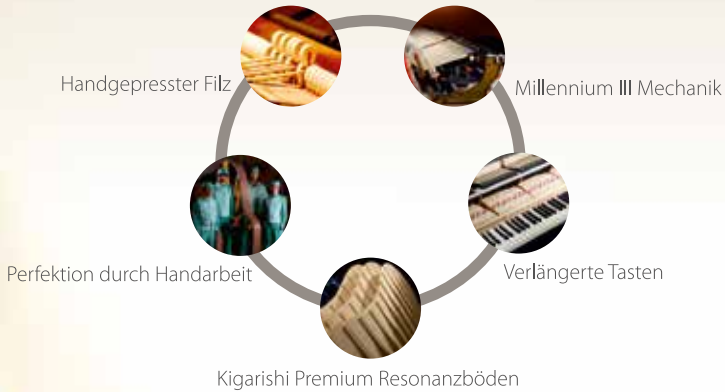 Handgepresster Filz
Millennium III Mechanik
Perfektion durch Handarbeit
Verlängerte Tasten
Kigarishi Premium Resonanzböden